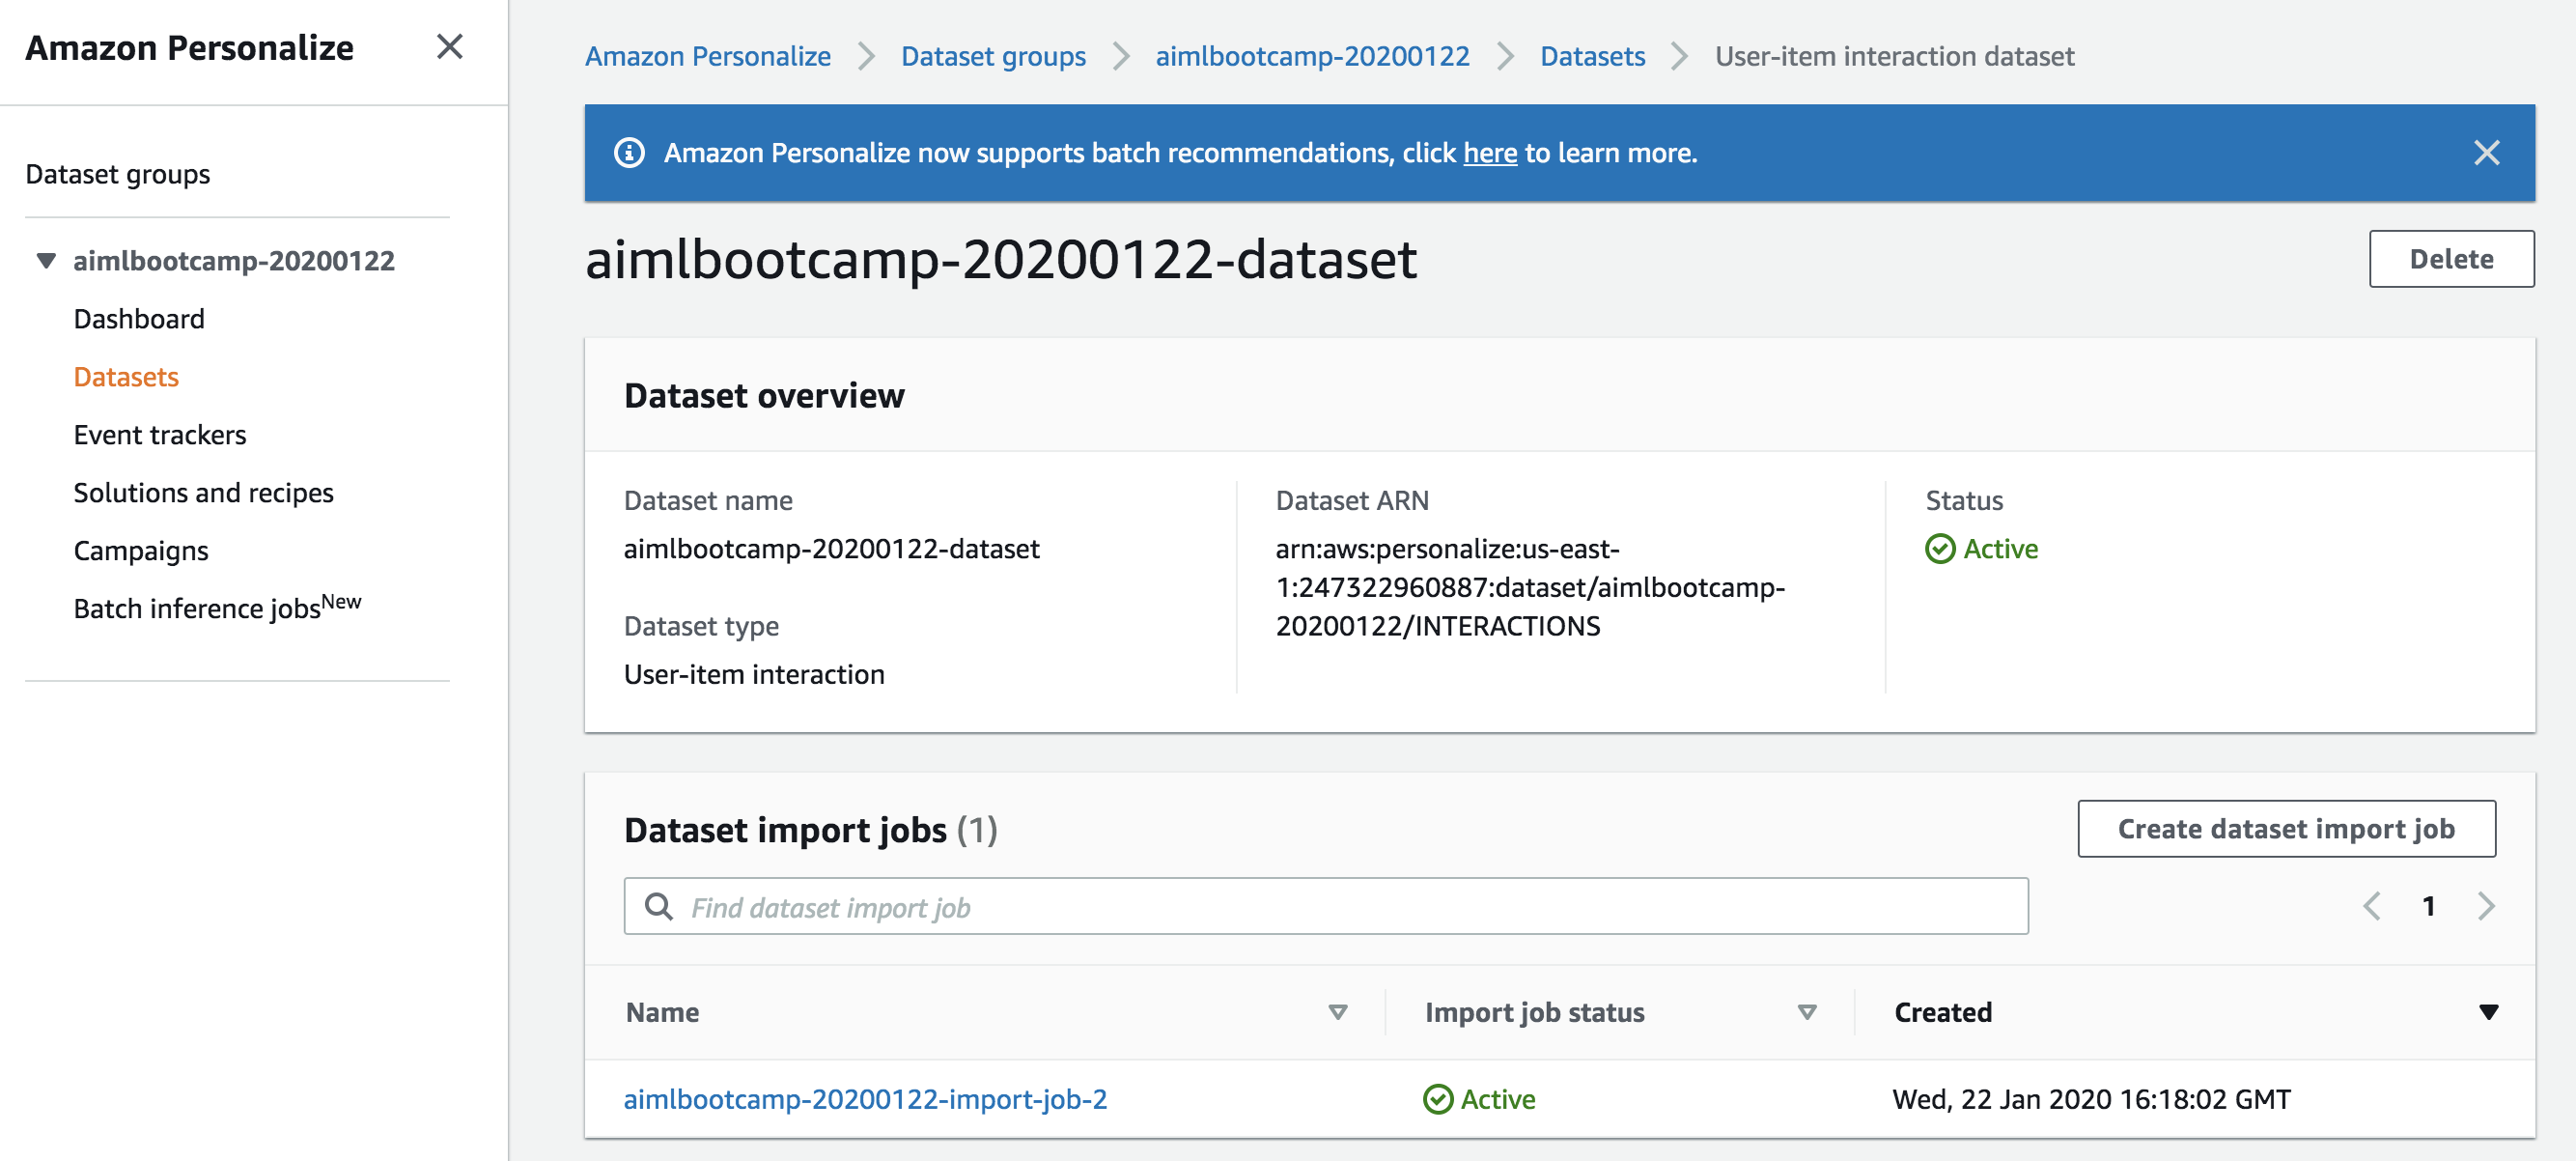 Amazon Personalize
Dataset groups
aimlbootcamp-20200122
Dashboard
Datasets
Event trackers
Solutions and recipes
Campaigns
Batch inference jobsNew
Amazon Personalize > Dataset groups > aimlbootcamp-20200122 > Datasets > User-item interaction dataset
Amazon Personalize now supports batch recommendations, click here to learn more.
aimlbootcamp-20200122-dataset
Delete
Dataset overview
Dataset name
aimlbootcamp-20200122-dataset
Dataset type
User-item interaction
Dataset ARN
arn:aws:personalize:us-east-
1:247322960887:dataset/aimlbootcamp-
20200122/INTERACTIONS
Status
Active
Dataset import jobs (1)
Create dataset import job
Find dataset import job
1
Name Import job status Created
aimlbootcamp-20200122-import-job-2 Active Wed, 22 Jan 2020 16:18:02 GMT